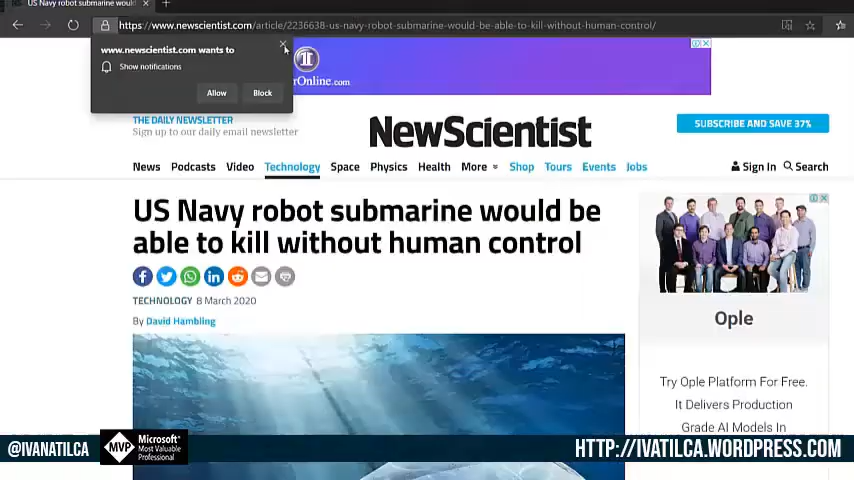 US Navy robot submarine would
https://www.newscientist.com/article/2236638-us-navy-robot-submarine-would-be-able-to-kill-without-human-control/
www.newscientist.com wants to
Show notifications
Allow Block
1
rOnline.com
THE DAILY NEWSLETTER
Sign up to our daily email newsletter
NewScientist
SUBSCRIBE AND SAVE 37%
News Podcasts Video Technology Space Physics Health More Shop Tours Events Jobs
Sign In Search
US Navy robot submarine would be
able to kill without human control
TECHNOLOGY 8 March 2020
By David Hambling
Ople
Try Ople Platform For Free.
It Delivers Production
Grade AI Models In
@IVANATILCA
MVP
Microsoft®
Most Valuable
Professional
HTTP://IVATILCA.WORDPRESS.COM